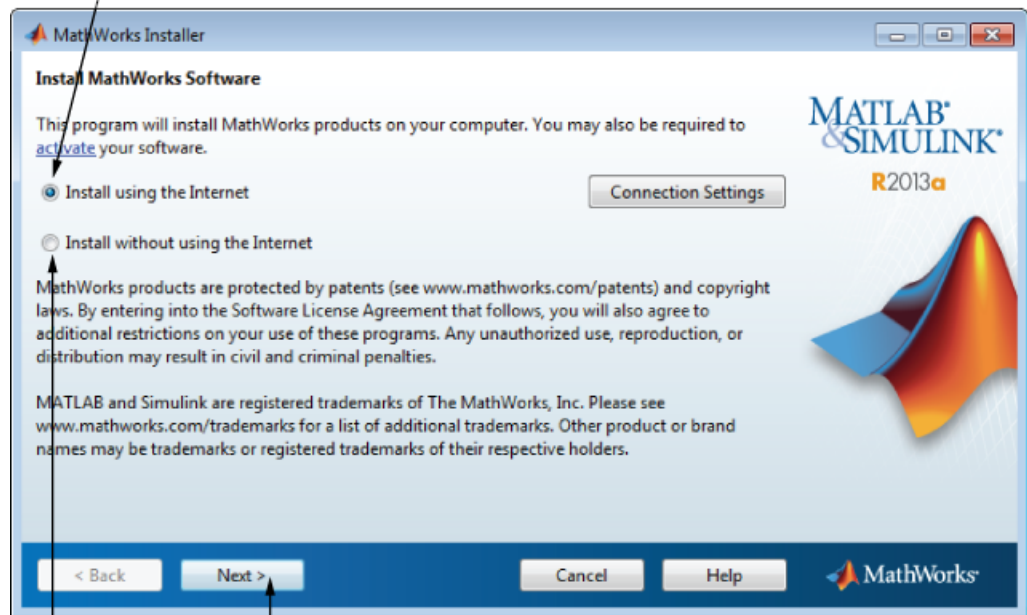 MathWorks Installer
Install MathWorks Software
This program will install MathWorks products on your computer. You may also be required to
activate your software.
Install using the Internet
Connection Settings
Install without using the Internet
MathWorks products are protected by patents (see www.mathworks.com/patents) and copyright
laws. By entering into the Software License Agreement that follows, you will also agree to
additional restrictions on your use of these programs. Any unauthorized use, reproduction, or
distribution may result in civil and criminal penalties.
MATLAB and Simulink are registered trademarks of The MathWorks, Inc. Please see
www.mathworks.com/trademarks for a list of additional trademarks. Other product or brand
names may be trademarks or registered trademarks of their respective holders.
MATLAB®
&SIMULINK®
R2013a
< Back
Next >
Cancel
Help
MathWorks®